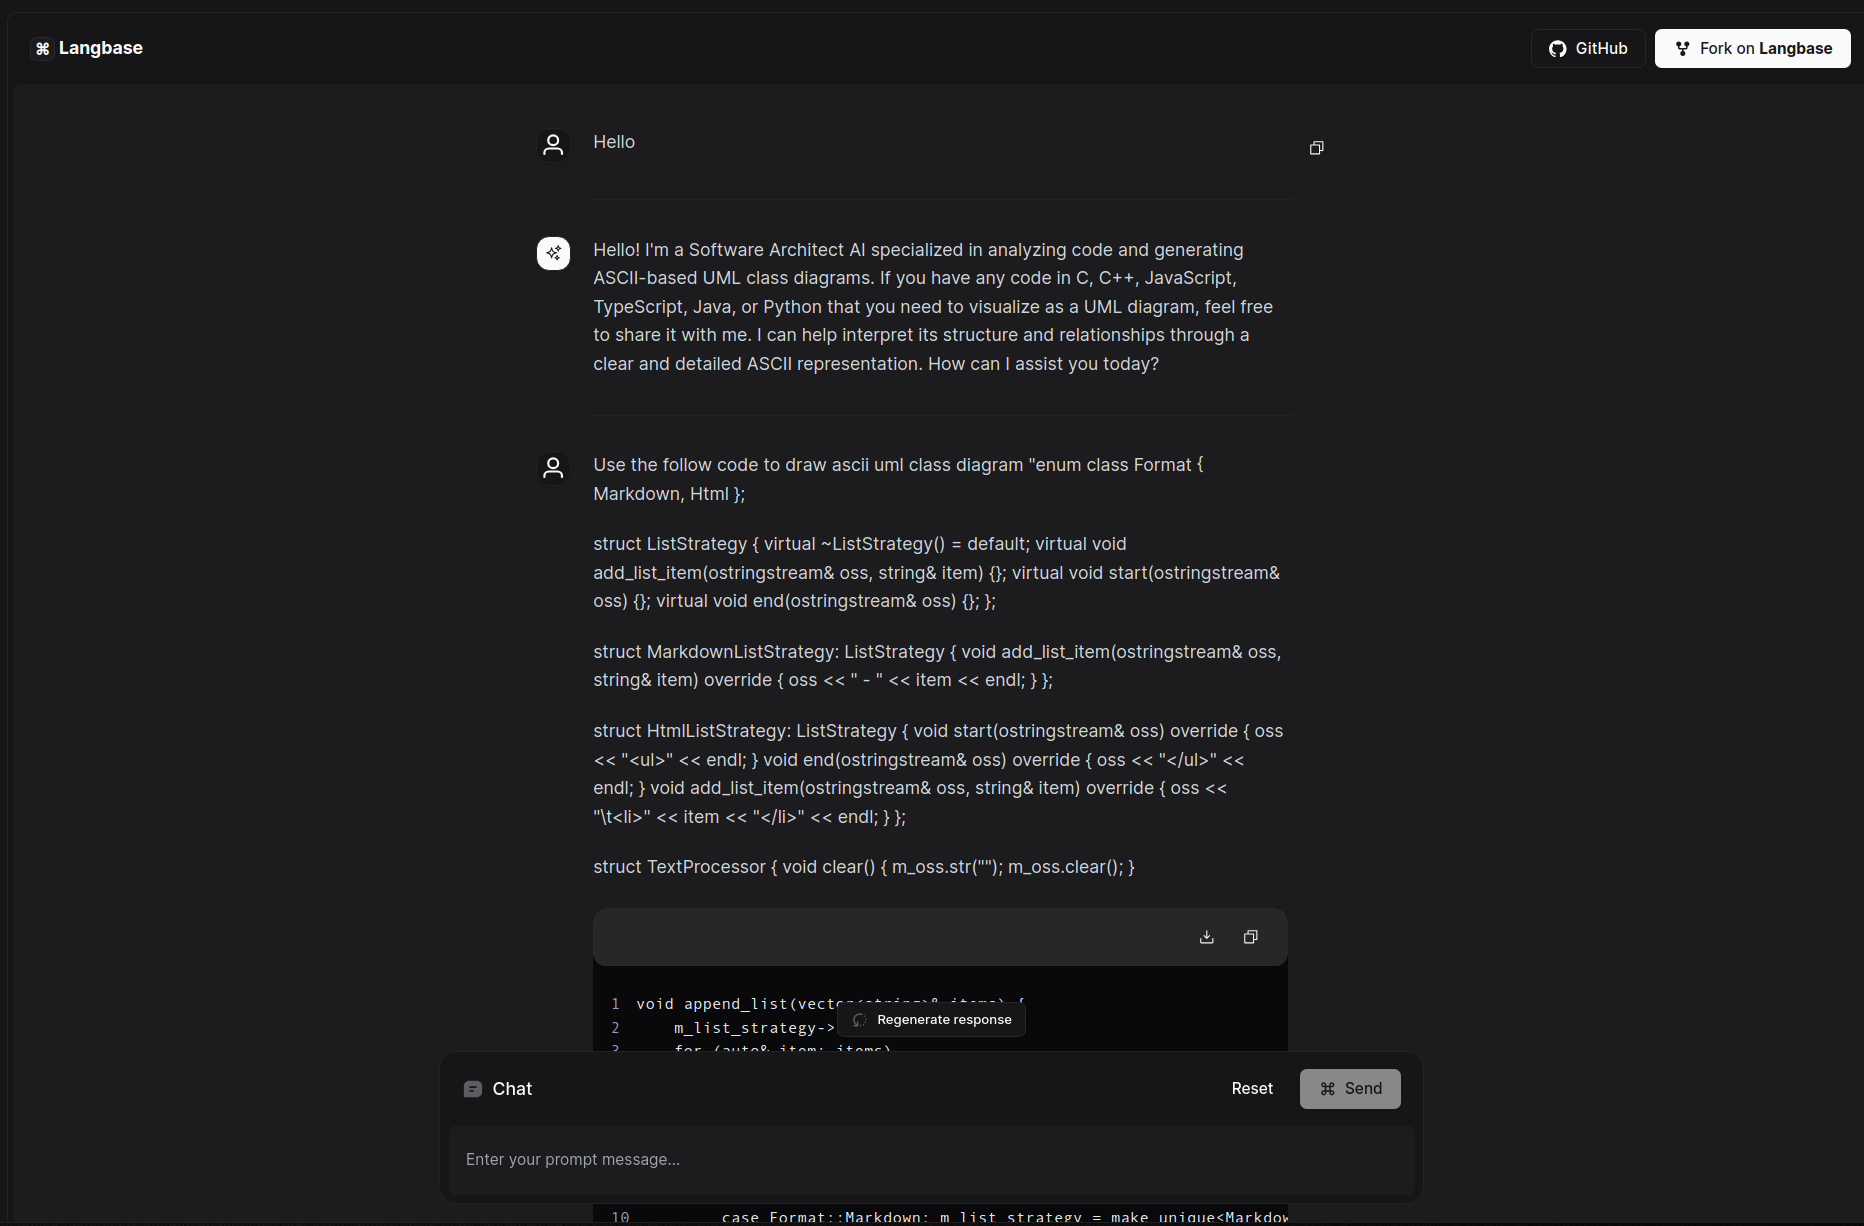 Langbase
GitHub
Fork on Langbase
Hello
Hello! I'm a Software Architect AI specialized in analyzing code and generating
ASCII-based UML class diagrams. If you have any code in C, C++, JavaScript,
TypeScript, Java, or Python that you need to visualize as a UML diagram, feel free
to share it with me. I can help interpret its structure and relationships through a
clear and detailed ASCII representation. How can I assist you today?
Use the follow code to draw ascii uml class diagram "enum class Format {
Markdown, Html };
struct ListStrategy { virtual ~ListStrategy() = default; virtual void
add_list_item(ostringstream& oss, string& item) {}; virtual void start(ostringstream&
oss) {}; virtual void end(ostringstream& oss) {}; };
struct MarkdownListStrategy: ListStrategy { void add_list_item(ostringstream& oss,
string& item) override { oss << " - " << item << endl; } };
struct HtmlListStrategy: ListStrategy { void start(ostringstream& oss) override { oss
<< "<ul>" << endl; } void end(ostringstream& oss) override { oss << "</ul>" <<
endl; } void add_list_item(ostringstream& oss, string& item) override { oss <<
"\t<li>" << item << "</li>" << endl; } };
struct TextProcessor { void clear() { m_oss.str(""); m_oss.clear(); }
1 void append_list(vector<string>& items) {
2 m_list_strategy->
Regenerate response
3 for (auto& item: items)
Chat
Reset
Send
Enter your prompt message...
10 case Format::Markdown: m_list_strategy = make_unique<Markdow